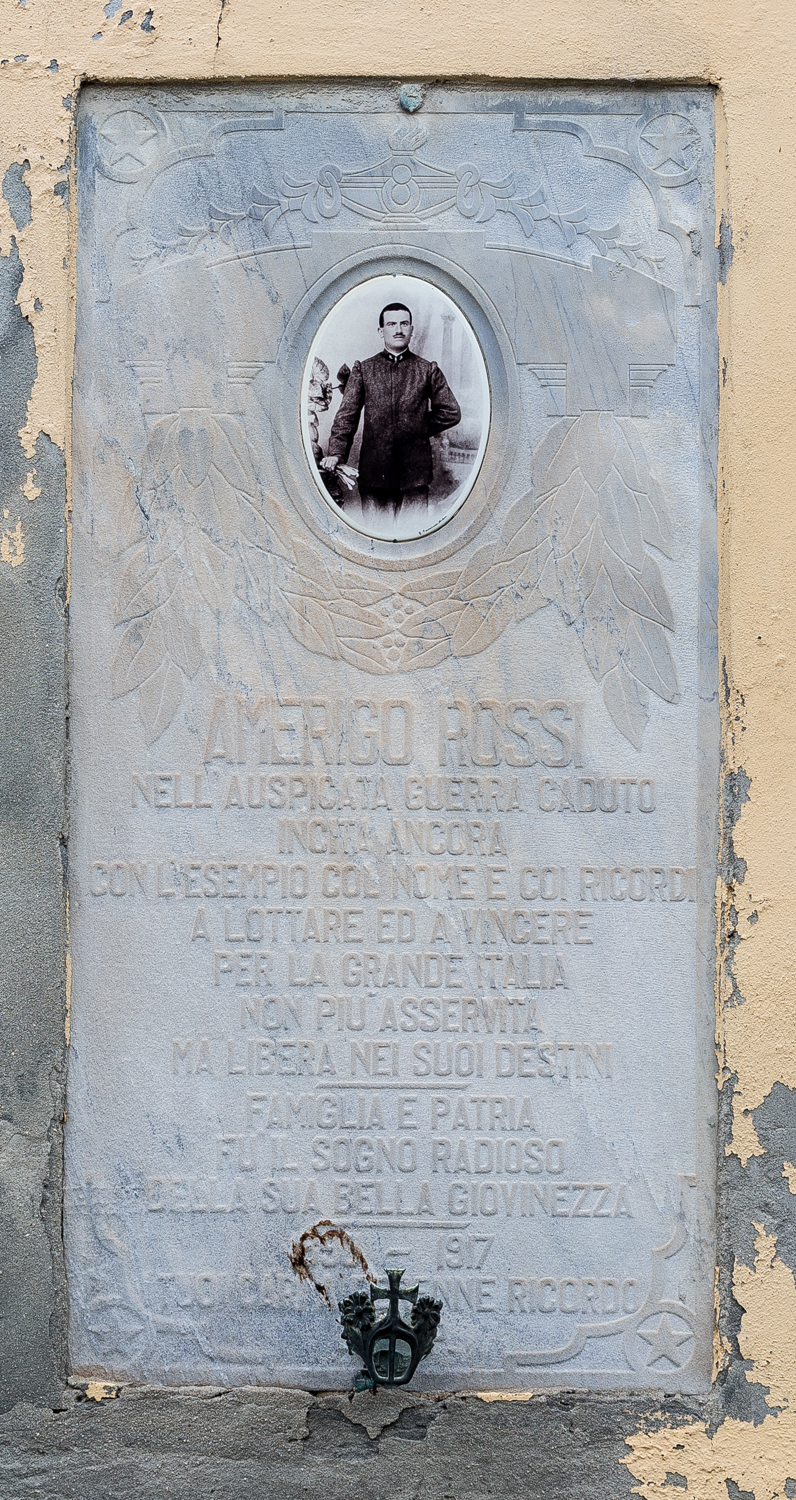 8
AMERIGO ROSSI
NELL'AUSPICATA GUERRA CADUTO
INCITA ANCORA
CON L'ESEMPIO COL NOME E COI RICORDI
A LOTTARE ED A VINCERE
PER LA GRANDE ITALIA
NON PIU ASSERVITA
MA LIBERA NEI SUOI DESTINI
FAMIGLIA E PATRIA
FU IL SOGNO RADIOSO
DELLA SUA BELLA GIOVINEZZA
– 1917
RICORDO